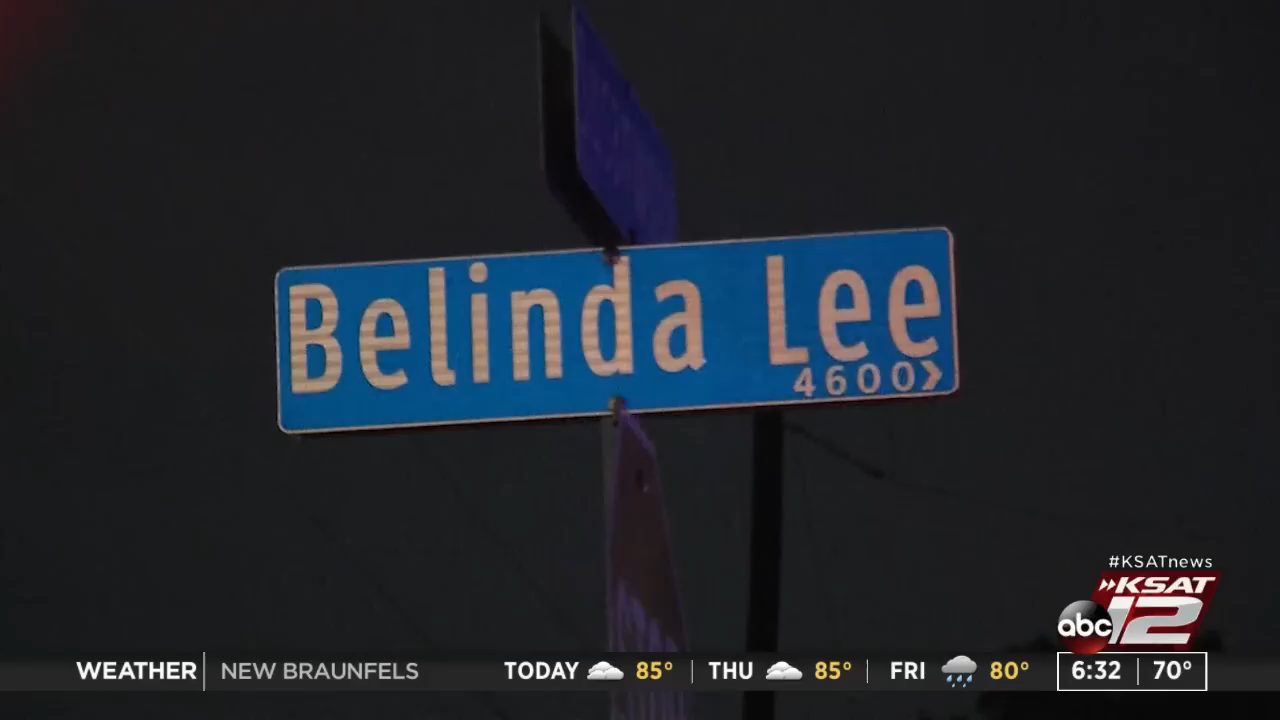 Belinda Lee
4600
#KSATnews
KSAT
abc 12
WEATHER NEW BRAUNFELS TODAY 85° THU 85° FRI 80° 6:32 70°